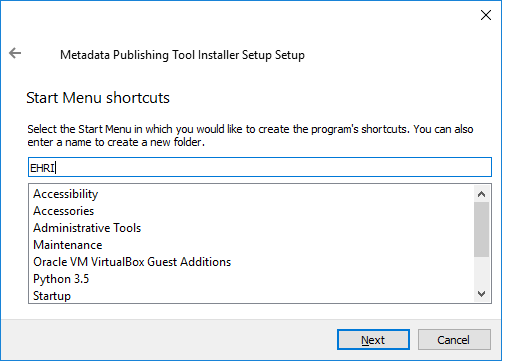 Metadata Publishing Tool Installer Setup Setup
Start Menu shortcuts
Select the Start Menu in which you would like to create the program's shortcuts. You can also
enter a name to create a new folder.
EHRI
Accessibility
Accessories
Administrative Tools
Maintenance
Oracle VM VirtualBox Guest Additions
Python 3.5
Startup
Next
Cancel